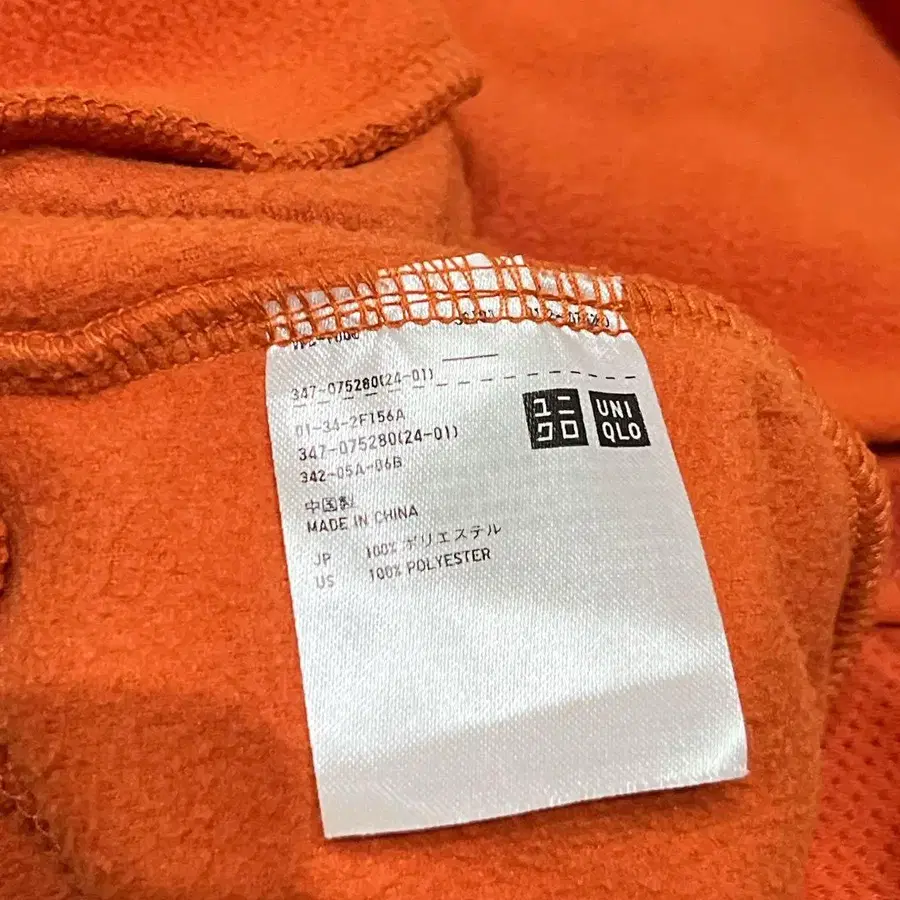 347-075280(24-01)
01-34-2F156A
347-075280(24-01)
342-05A-06B
ユニ
クロ
UNI
QLO
中国製
MADE IN CHINA
JP 100% ポリエステル
US 100% POLYESTER